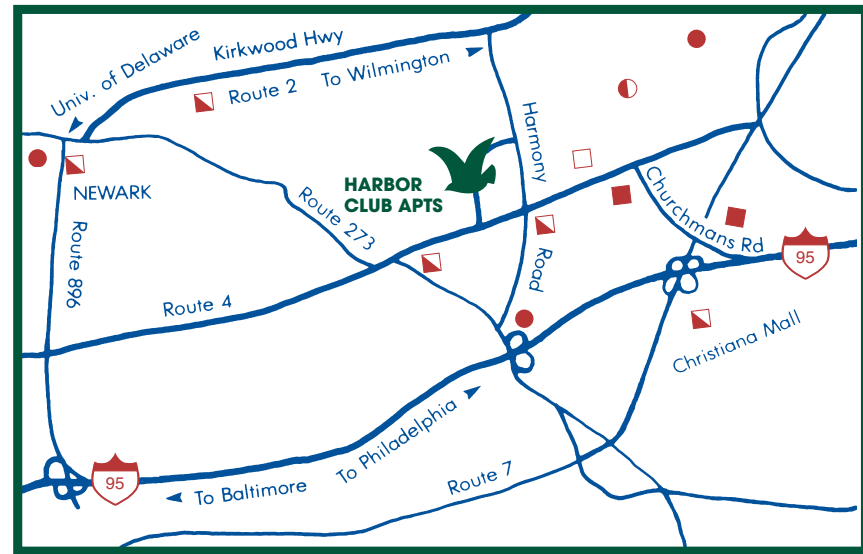 Univ. of Delaware
Kirkwood Hwy
Route 2
To Wilmington
Harmony
Road
NEWARK
HARBOR
CLUB APTS
Route 273
Route 896
Route 4
Churchmans Rd
95
Christiana Mall
To Philadelphia
95
To Baltimore
Route 7